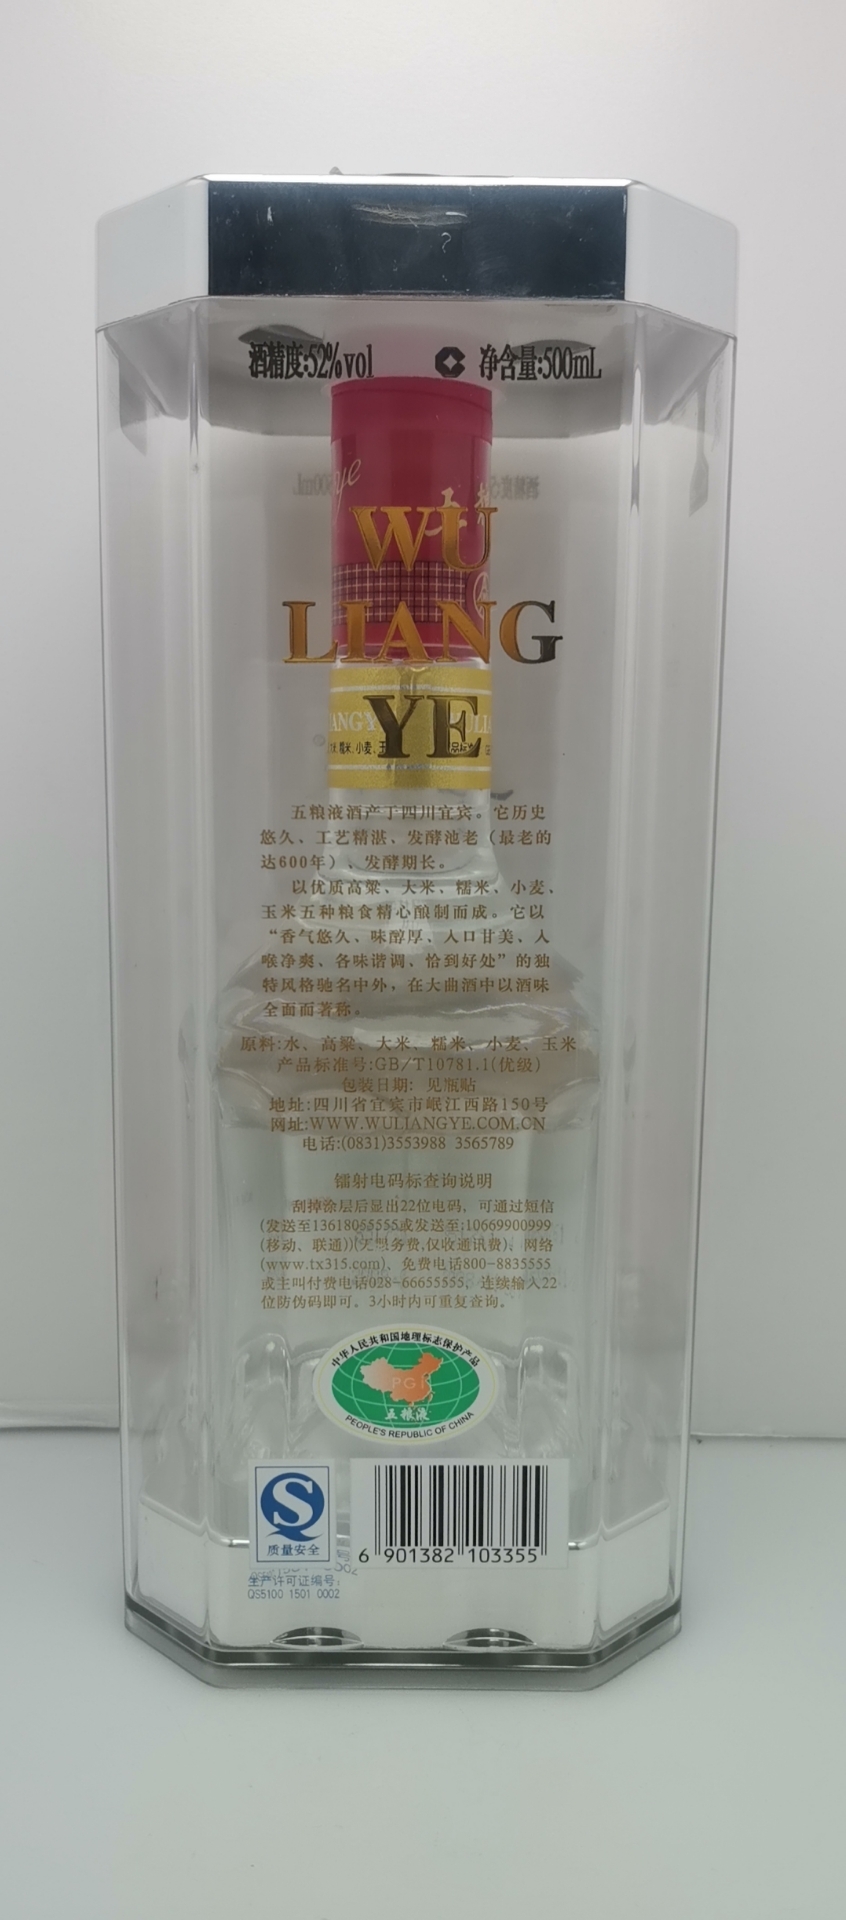 酒精度:52%vol 净含量:500mL
WU
LIANG
YE
五粮液酒产于四川宜宾。它历史
悠久、工艺精湛、发酵池老（最老的
达600年）、发酵期长。
以优质高粱、大米、糯米、小麦、
玉米五种粮食精心酿制而成。它以
“香气悠久、味醇厚、入口甘美、入
喉净爽、各味谐调、恰到好处”的独
特风格驰名中外，在大曲酒中以酒味
全面而著称。
原料:水、高粱、大米、糯米、小麦、玉米
产品标准号:GB/T10781.1(优级)
包装日期: 见瓶贴
地址:四川省宜宾市岷江西路150号
网址:WWW.WULIANGYE.COM.CN
电话:(0831)3553988 3565789
镭射电码标查询说明
刮掉涂层后显出22位电码，可通过短信
(发送至13618055555或发送至:10669900999
(移动、联通))(无服务费,仅收通讯费)、网络
(www.tx315.com)、免费电话800-8835555
或主叫付费电话028-66655555，连续输入22
位防伪码即可。3小时内可重复查询。
中华人民共和国地理标志保护产品
PGI
五粮液
PEOPLE'S REPUBLIC OF CHINA
质量安全
6 901382 103355
生产许可证编号:
QS5100 1501 0002